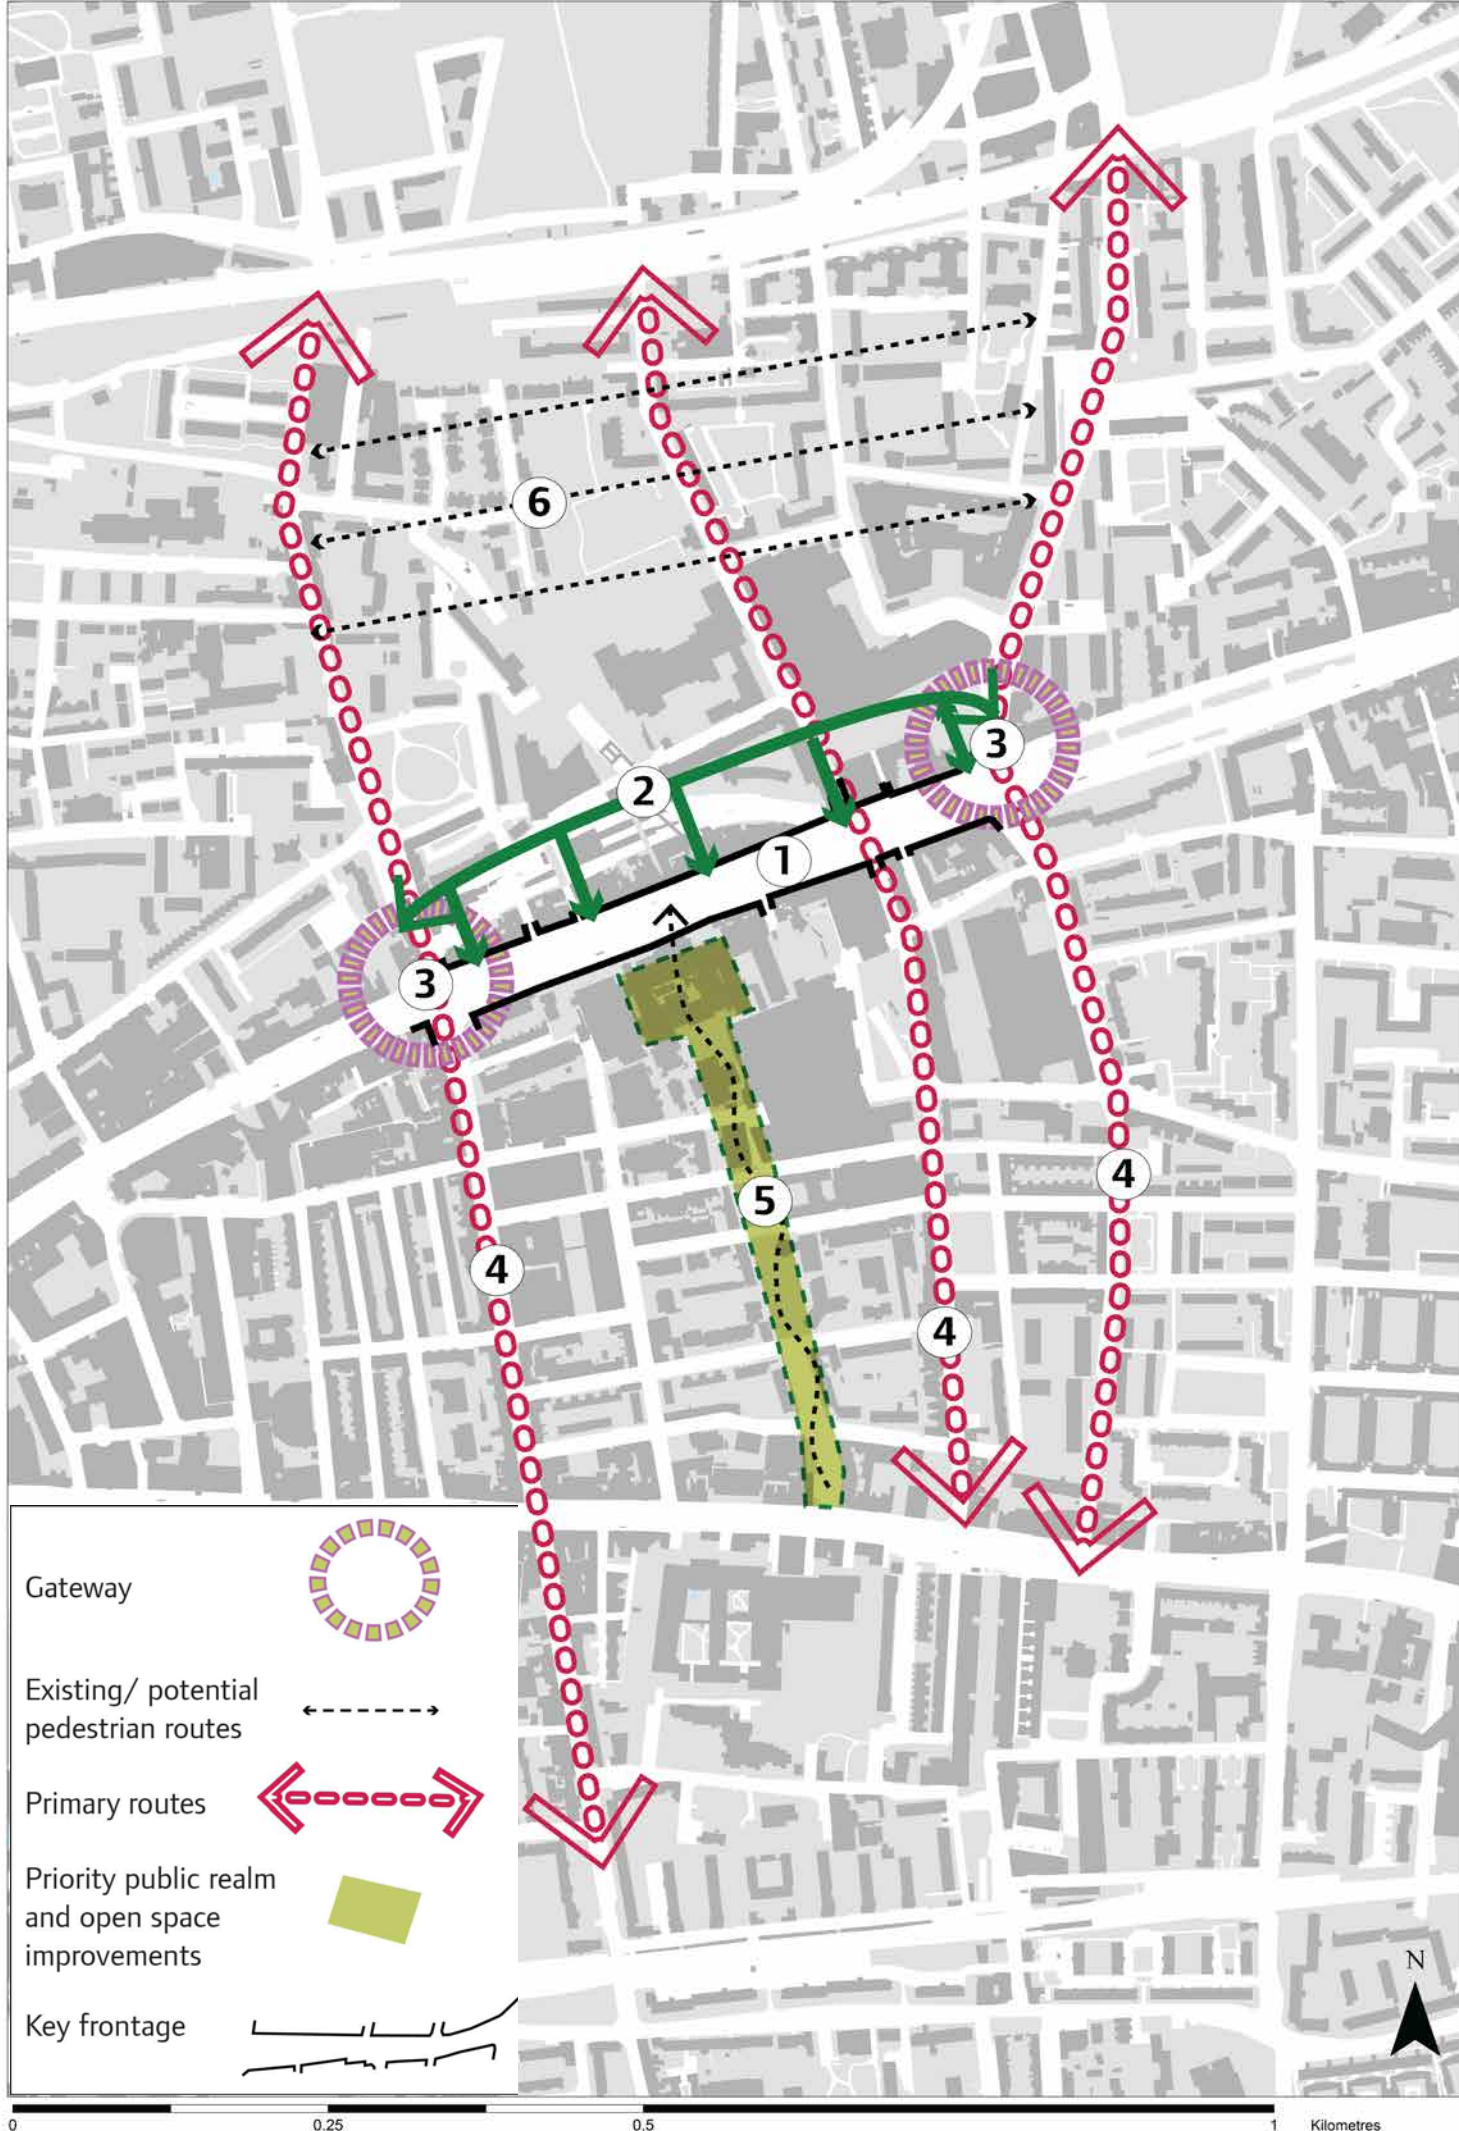 6
3
2
1
3
4
5
4
4
Gateway
Existing/ potential
pedestrian routes
Primary routes
Priority public realm
and open space
improvements
Key frontage
N
0 0.25 0.5 1 Kilometres